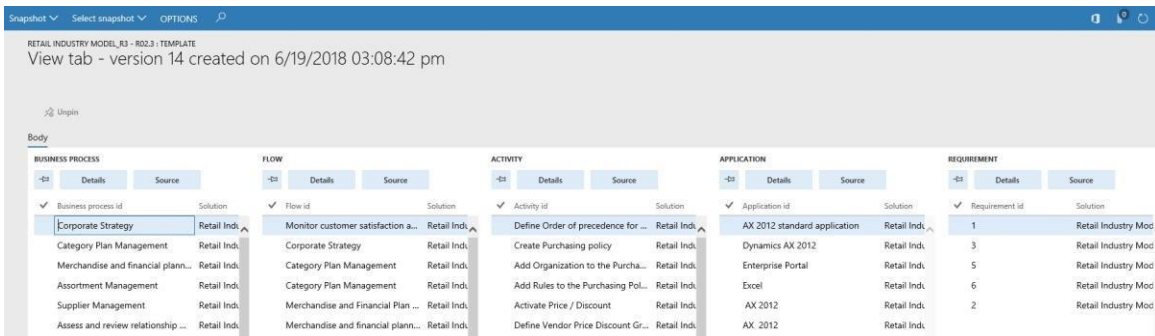 Snapshot Select snapshot OPTIONS 0
RETAIL INDUSTRY MODEL_R3 - R02.3 : TEMPLATE
View tab - version 14 created on 6/19/2018 03:08:42 pm
Unpin
Body
BUSINESS PROCESS FLOW ACTIVITY APPLICATION REQUIREMENT
Details Source Details Source Details Source Details Source Details Source
Business process id Solution Flow id Solution Activity id Solution Application id Solution Requirement id Solution
Corporate Strategy Retail Indu Monitor customer satisfaction a... Retail Indu Define Order of precedence for ... Retail Indu AX 2012 standard application Retail Indu 1 Retail Industry Mod
Category Plan Management Retail Indu Corporate Strategy Retail Indu Create Purchasing policy Retail Indu Dynamics AX 2012 Retail Indu 3 Retail Industry Mod
Merchandise and financial plann... Retail Indu Category Plan Management Retail Indu Add Organization to the Purcha... Retail Indu Enterprise Portal Retail Indu 5 Retail Industry Mod
Assortment Management Retail Indu Category Plan Management Retail Indu Add Rules to the Purchasing Pol... Retail Indu Excel Retail Indu 6 Retail Industry Mod
Supplier Management Retail Indu Merchandise and Financial Plan ... Retail Indu Activate Price / Discount Retail Indu AX 2012 Retail Indu 2 Retail Industry Mod
Assess and review relationship ... Retail Indu Merchandise and financial plann... Retail Indu Define Vendor Price Discount Gr... Retail Indu AX 2012 Retail Indu